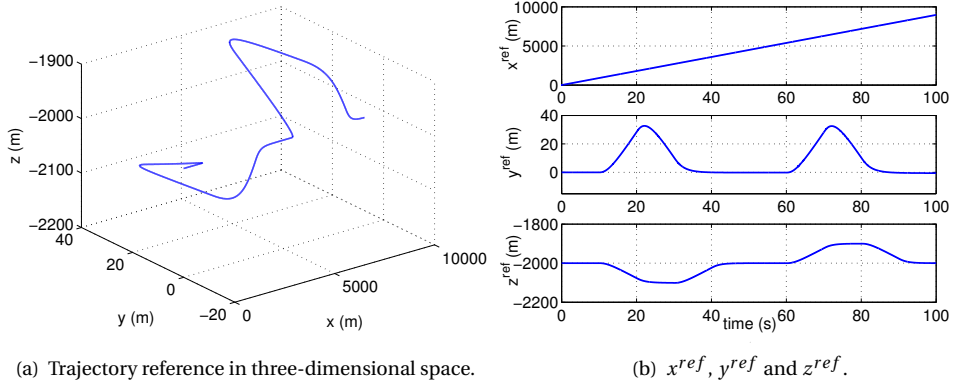 −1900
−2000
−2100
−2200
z (m)
40
20
0
−20
y (m)
0
5000
10000
x (m)
10000
5000
0
x^ref (m)
0 20 40 60 80 100
40
20
0
y^ref (m)
0 20 40 60 80 100
−1800
−2000
−2200
z^ref (m)
0 20 40 60 80 100
time (s)
(a) Trajectory reference in three-dimensional space.
(b) x^ref, y^ref and z^ref.